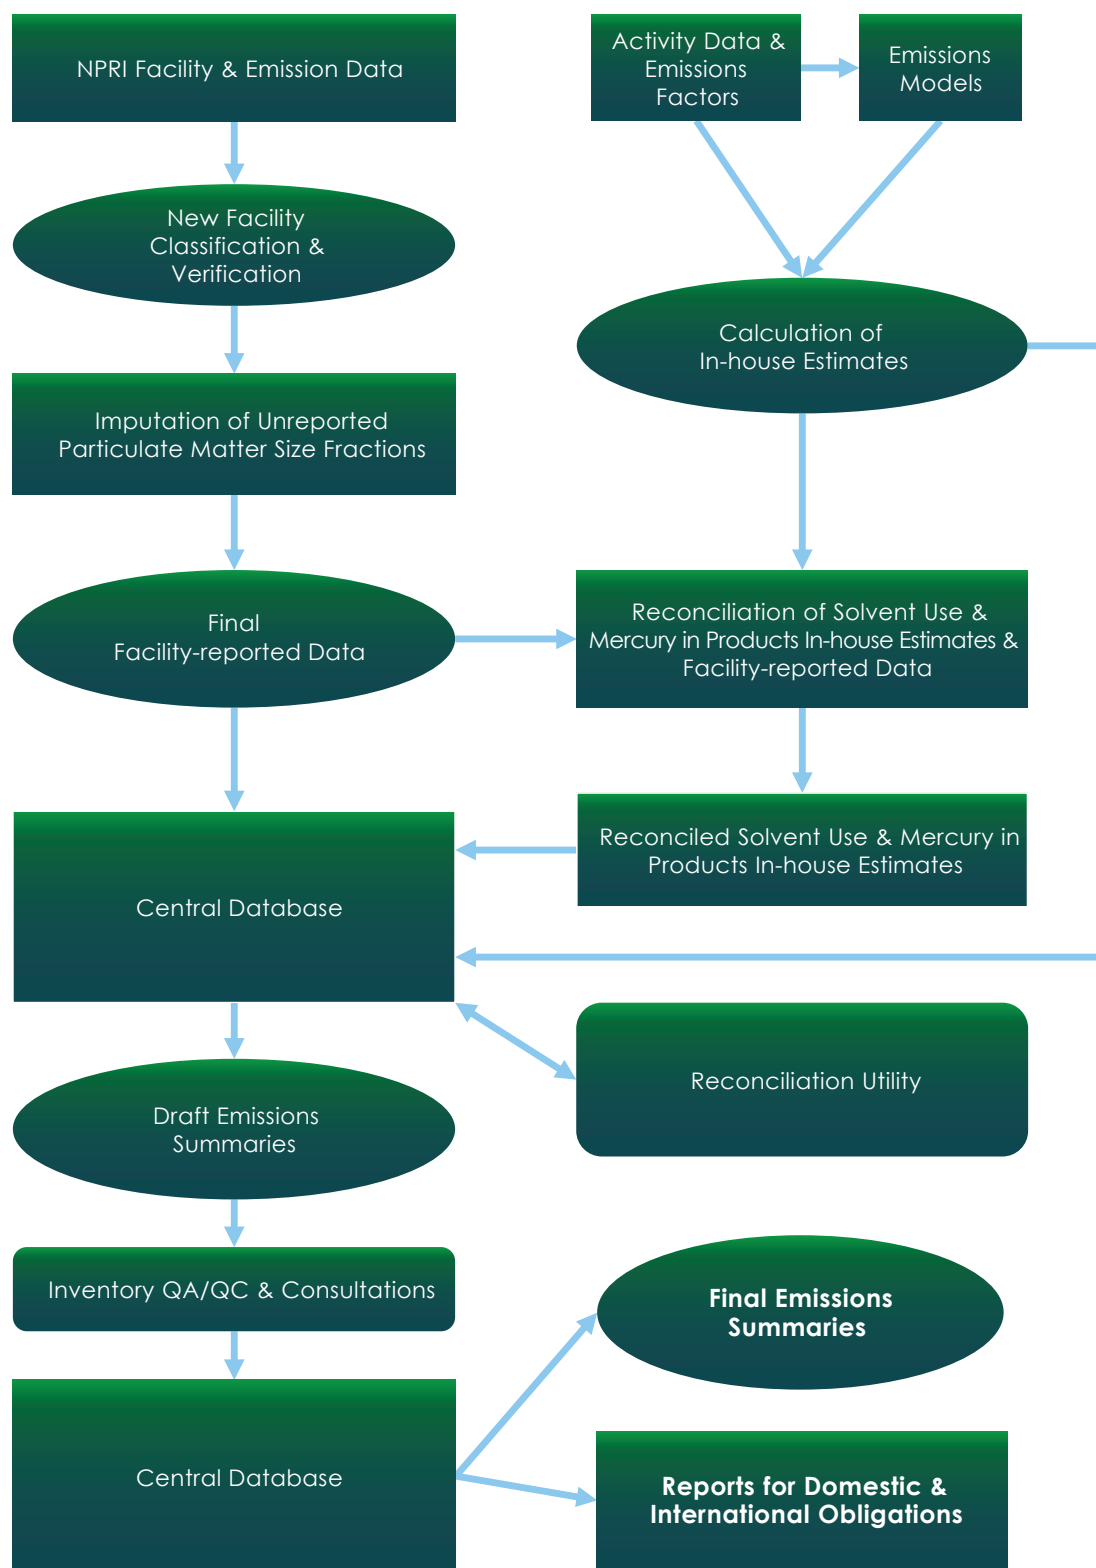 NPRI Facility & Emission Data
Activity Data &
Emissions
Factors
Emissions
Models
New Facility
Classification &
Verification
Calculation of
In-house Estimates
Imputation of Unreported
Particulate Matter Size Fractions
Final
Facility-reported Data
Reconciliation of Solvent Use &
Mercury in Products In-house Estimates &
Facility-reported Data
Reconciled Solvent Use & Mercury in
Products In-house Estimates
Central Database
Reconciliation Utility
Draft Emissions
Summaries
Inventory QA/QC & Consultations
Final Emissions
Summaries
Central Database
Reports for Domestic &
International Obligations